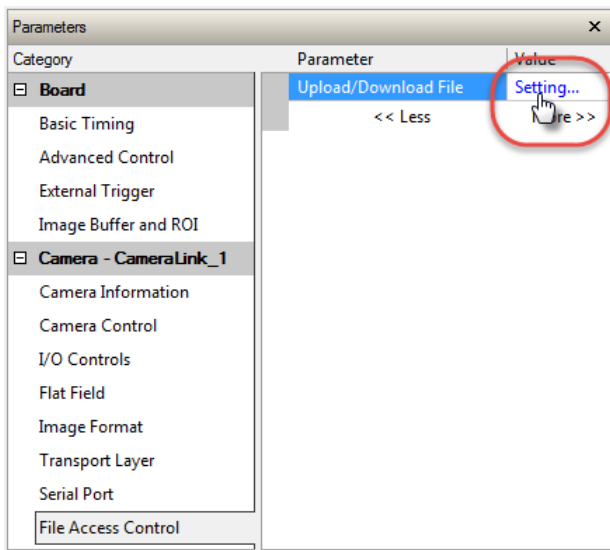 Parameters
Category Parameter Value
Board Upload/Download File Setting...
Basic Timing << Less More >>
Advanced Control
External Trigger
Image Buffer and ROI
Camera - CameraLink_1
Camera Information
Camera Control
I/O Controls
Flat Field
Image Format
Transport Layer
Serial Port
File Access Control